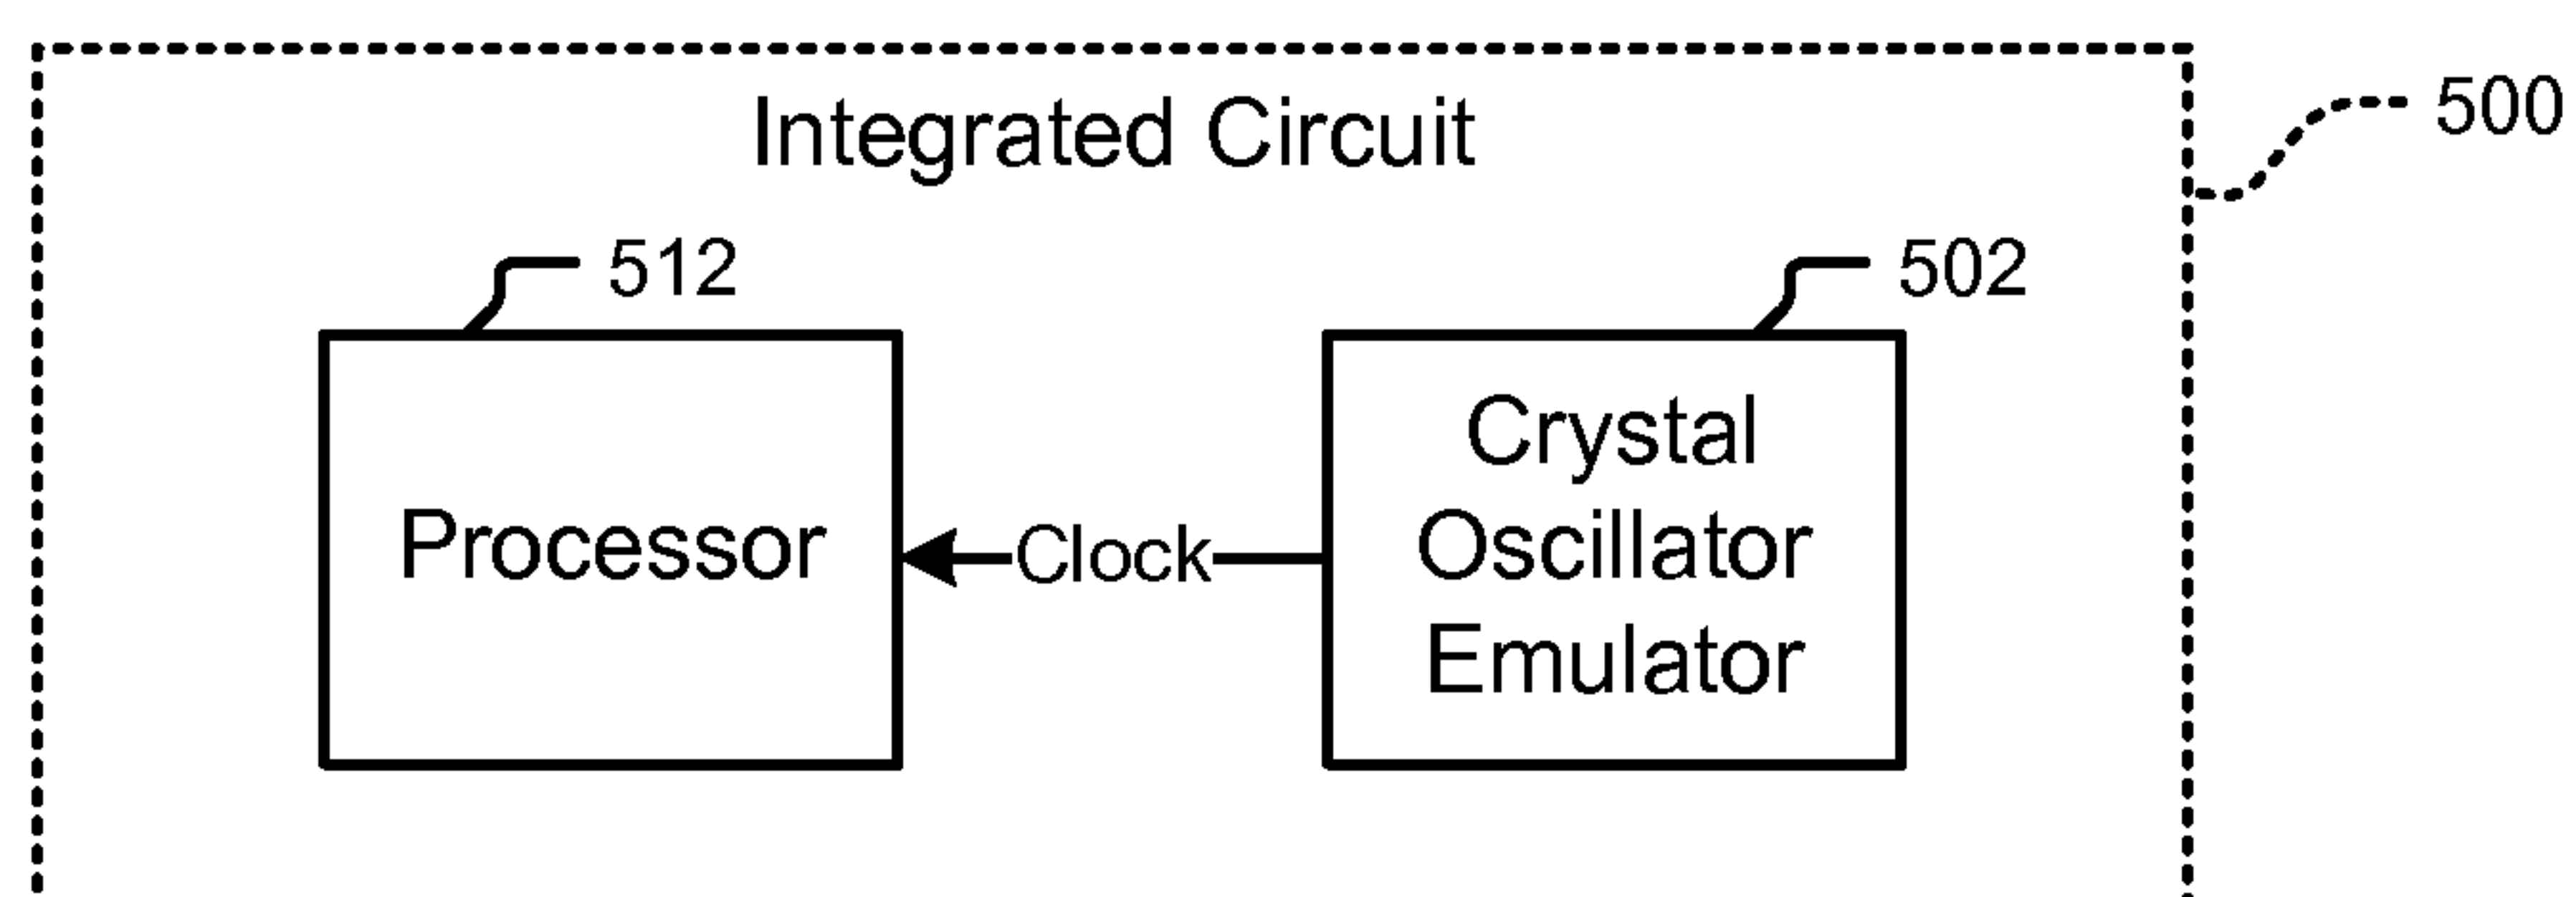 Integrated Circuit
500
512
502
Processor
Clock
Crystal
Oscillator
Emulator